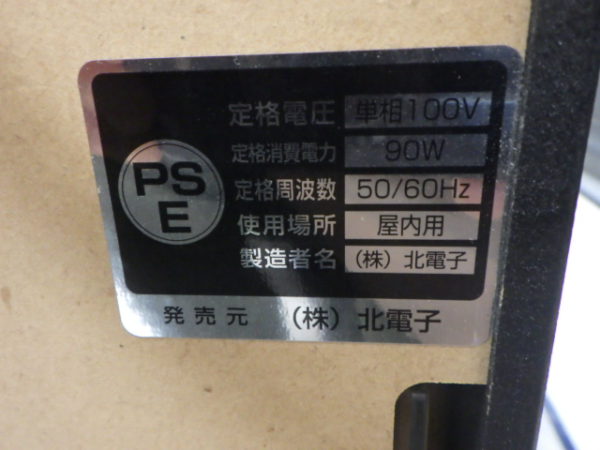 PS
E
定格電圧 単相100V
定格消費電力 90W
定格周波数 50/60Hz
使用場所 屋内用
製造者名 (株)北電子
発売元 (株)北電子